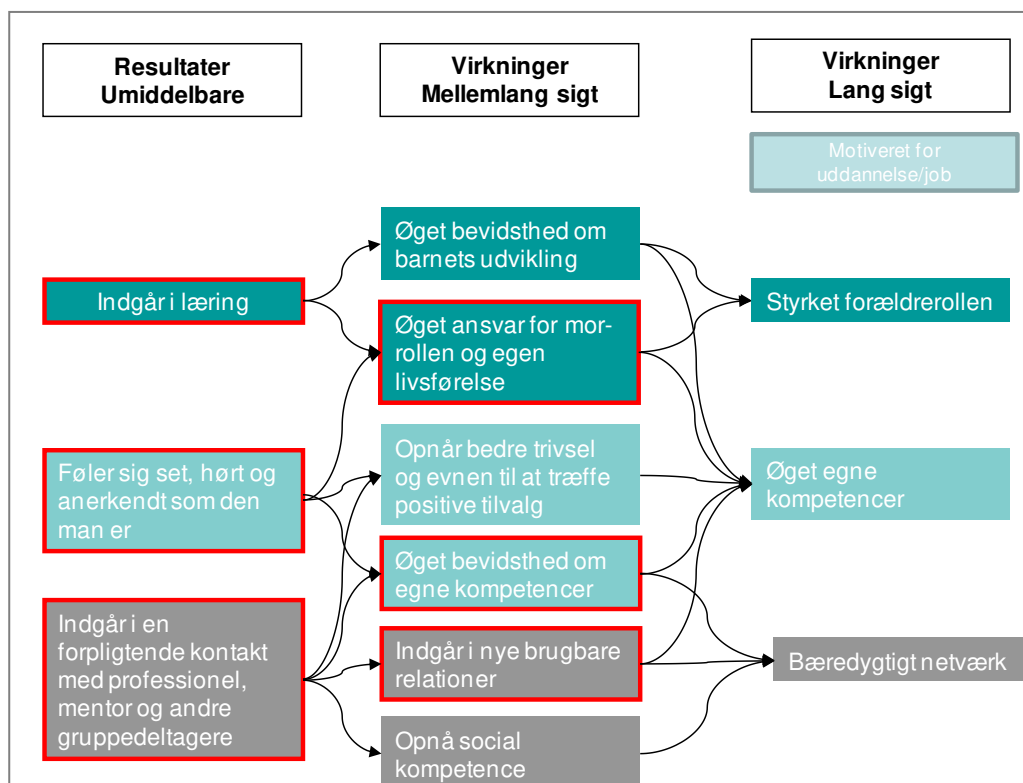 Resultater
Umiddelbare
Virkninger
Mellemlang sigt
Virkninger
Lang sigt
Motiveret for
uddannelse/job
Indgår i læring
Føler sig set, hørt og
anerkendt som den
man er
Indgår i en
forpligtende kontakt
med professionel,
mentor og andre
gruppedeltagere
Øget bevidsthed om
barnets udvikling
Øget ansvar for mor-
rollen og egen
livsførelse
Opnår bedre trivsel
og evnen til at træffe
positive tilvalg
Øget bevidsthed om
egne kompetencer
Indgår i nye brugbare
relationer
Opnå social
kompetence
Styrket forældrerollen
Øget egne
kompetencer
Bæredygtigt netværk